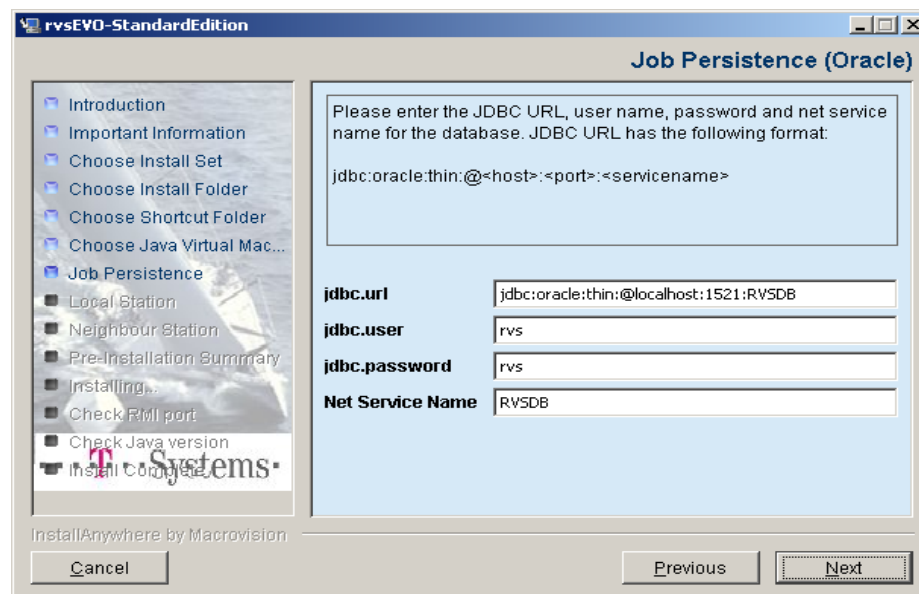 rvsEVO-StandardEdition
Job Persistence (Oracle)
Introduction
Important Information
Choose Install Set
Choose Install Folder
Choose Shortcut Folder
Choose Java Virtual Mac...
Job Persistence
Local Station
Neighbour Station
Pre-Installation Summary
Installing...
Check RMI port
Check Java version
Install Complete
T Systems
Please enter the JDBC URL, user name, password and net service
name for the database. JDBC URL has the following format:
jdbc:oracle:thin:@<host>:<port>:<servicename>
jdbc.url
jdbc:oracle:thin:@localhost:1521:RVSDB
jdbc.user
rvs
jdbc.password
rvs
Net Service Name
RVSDB
InstallAnywhere by Macrovision
Cancel
Previous
Next